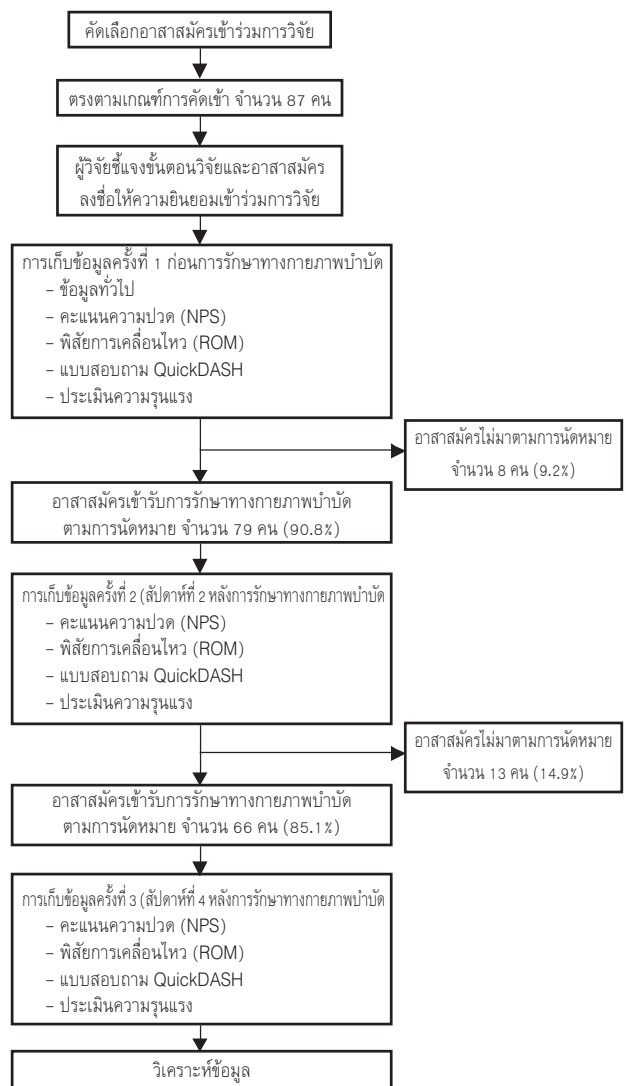 คัดเลือกอาสาสมัครเข้าร่วมการวิจัย
ตรงตามเกณฑ์การคัดเข้า จำนวน 87 คน
ผู้วิจัยชี้แจงขั้นตอนวิจัยและอาสาสมัคร
ลงชื่อให้ความยินยอมเข้าร่วมการวิจัย
การเก็บข้อมูลครั้งที่ 1 ก่อนการรักษาทางกายภาพบำบัด
– ข้อมูลทั่วไป
– คะแนนความปวด (NPS)
– พิสัยการเคลื่อนไหว (ROM)
– แบบสอบถาม QuickDASH
– ประเมินความรุนแรง
อาสาสมัครไม่มาตามการนัดหมาย
จำนวน 8 คน (9.2%)
อาสาสมัครเข้ารับการรักษาทางกายภาพบำบัด
ตามการนัดหมาย จำนวน 79 คน (90.8%)
การเก็บข้อมูลครั้งที่ 2 (สัปดาห์ที่ 2 หลังการรักษาทางกายภาพบำบัด
– คะแนนความปวด (NPS)
– พิสัยการเคลื่อนไหว (ROM)
– แบบสอบถาม QuickDASH
– ประเมินความรุนแรง
อาสาสมัครไม่มาตามการนัดหมาย
จำนวน 13 คน (14.9%)
อาสาสมัครเข้ารับการรักษาทางกายภาพบำบัด
ตามการนัดหมาย จำนวน 66 คน (85.1%)
การเก็บข้อมูลครั้งที่ 3 (สัปดาห์ที่ 4 หลังการรักษาทางกายภาพบำบัด
– คะแนนความปวด (NPS)
– พิสัยการเคลื่อนไหว (ROM)
– แบบสอบถาม QuickDASH
– ประเมินความรุนแรง
วิเคราะห์ข้อมูล